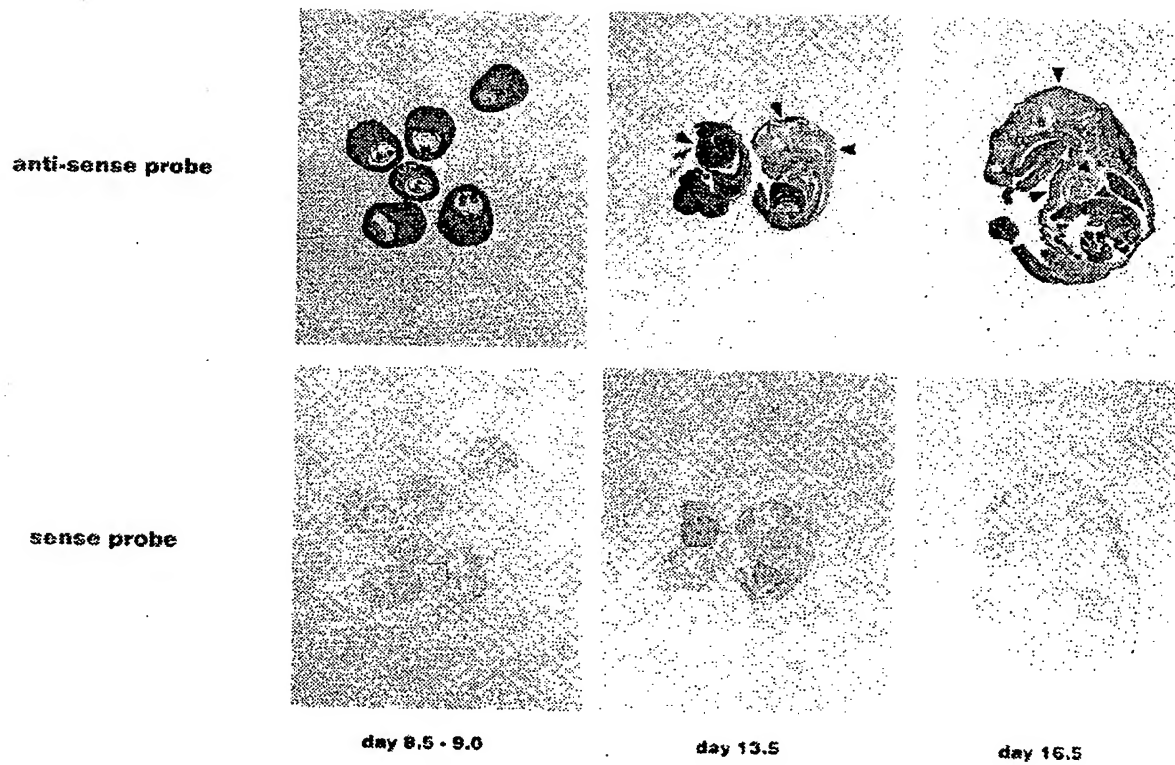 anti-sense probe
sense probe
day 8.5 - 9.0
day 13.5
day 16.5